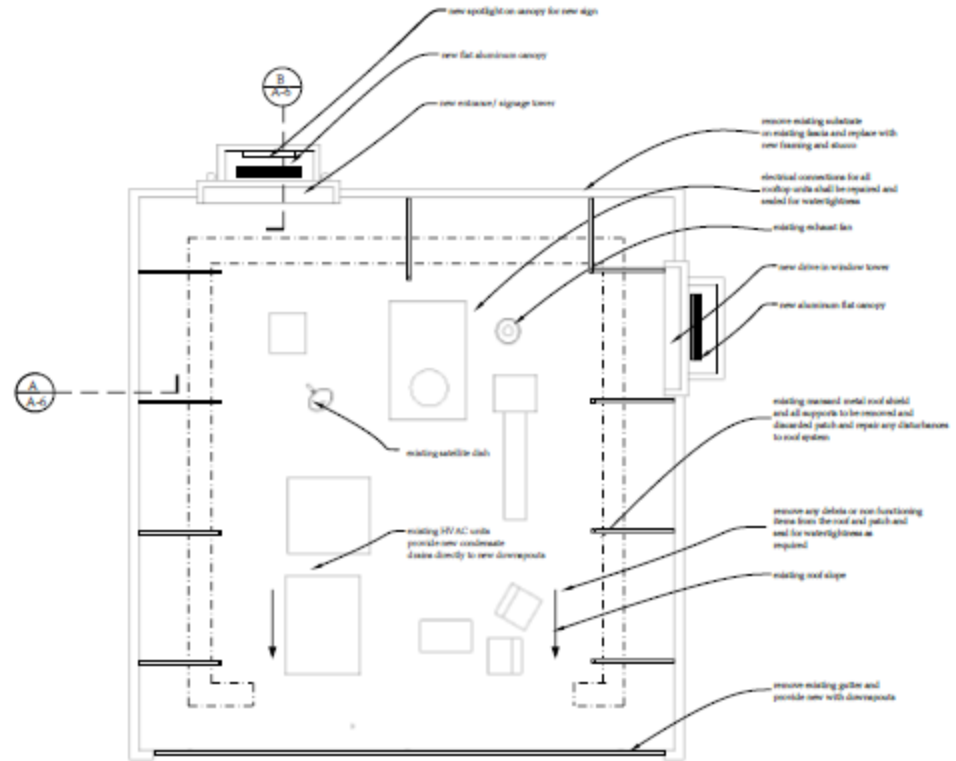 new spotlight on canopy for new sign
new flat aluminum canopy
B
A-6
new entrance/ signage tower
remove existing substrate
on existing fascia and replace with
new framing and stucco
electrical connections for all
rooftop units shall be repaired and
sealed for watertightness
existing exhaust fan
new drive in window tower
new aluminum flat canopy
A
A-6
existing mansard metal roof shield
and all supports to be removed and
discarded patch and repair any disturbances
to roof system
existing satellite dish
remove any debris or non functioning
items from the roof and patch and
seal for watertightness as
required
existing HVAC units
provide new condensate
drains directly to new downspouts
existing roof slope
remove existing gutter and
provide new with downspouts